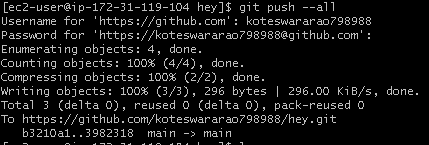 [ec2-user@ip-172-31-119-104 hey]$ git push --all
Username for 'https://github.com': koteswararao798988
Password for 'https://koteswararao798988@github.com':
Enumerating objects: 4, done.
Counting objects: 100% (4/4), done.
Compressing objects: 100% (2/2), done.
Writing objects: 100% (3/3), 296 bytes | 296.00 KiB/s, done.
Total 3 (delta 0), reused 0 (delta 0), pack-reused 0
To https://github.com/koteswararao798988/hey.git
   b3210a1..3982318  main -> main